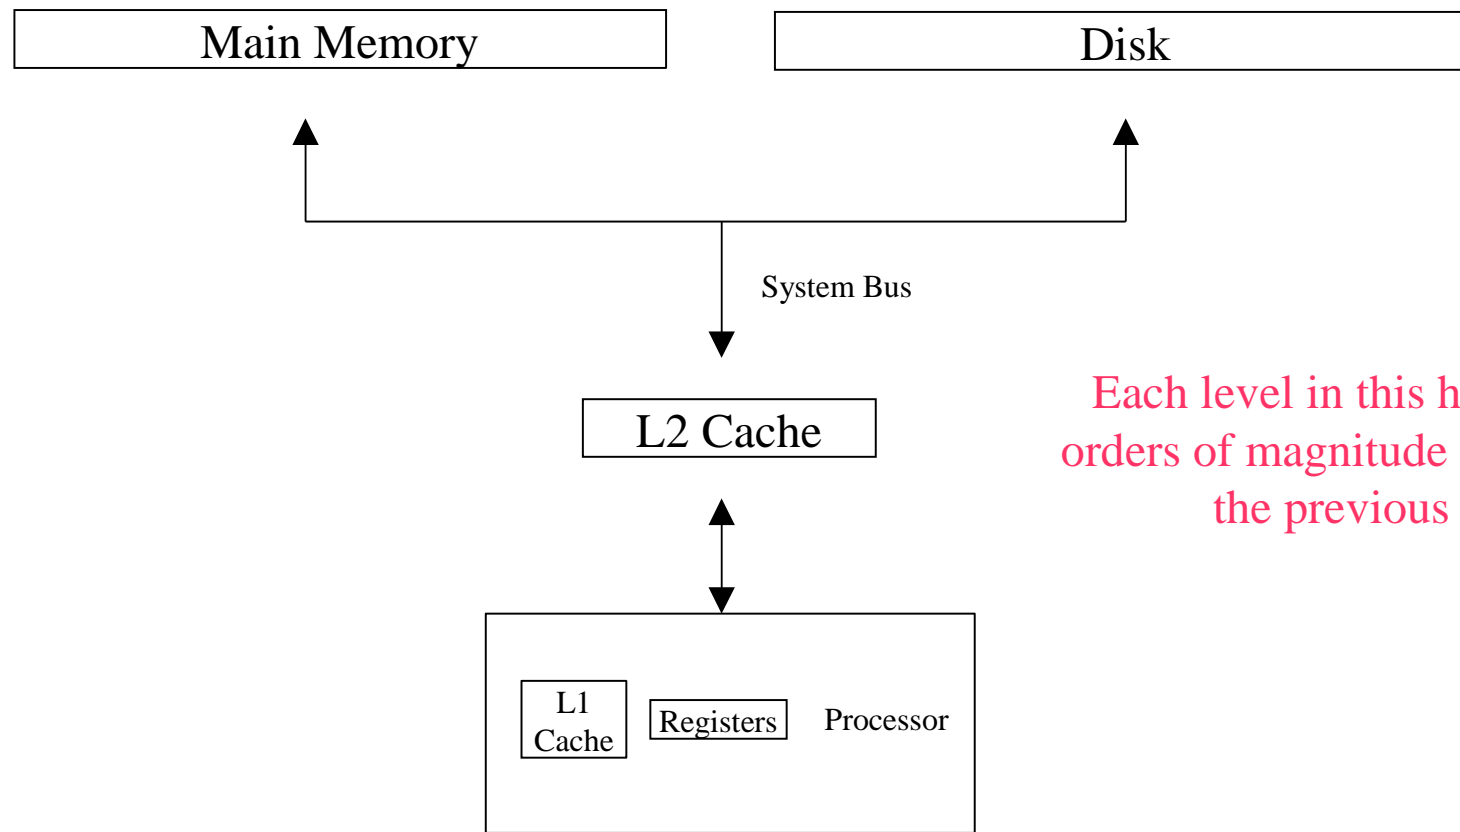 Main Memory
Disk
System Bus
L2 Cache
Each level in this h
orders of magnitude
the previous
L1
Cache
Registers
Processor